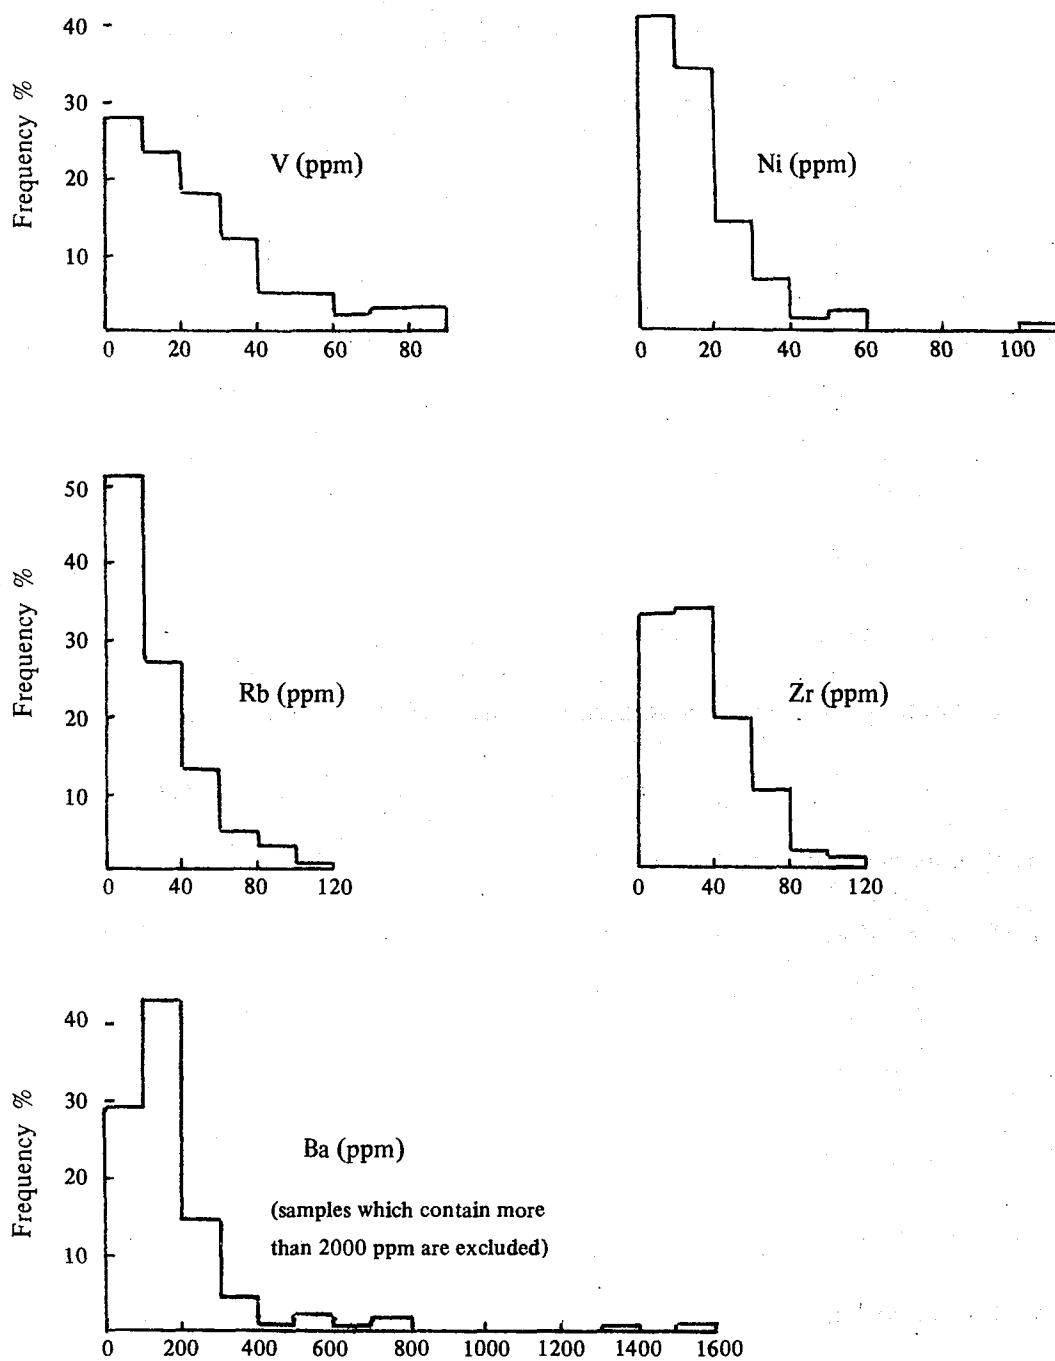 40
30
20
10
Frequency %
V (ppm)
0 20 40 60 80
Ni (ppm)
0 20 40 60 80 100
50
40
30
20
10
Frequency %
Rb (ppm)
0 40 80 120
Zr (ppm)
0 40 80 120
40
30
20
10
Frequency %
Ba (ppm)
(samples which contain more
than 2000 ppm are excluded)
0 200 400 600 800 1000 1200 1400 1600